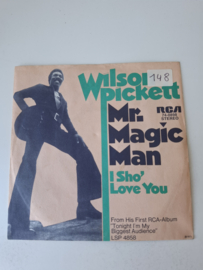 Wilson
148
Pickett
RCA
STEREO
Mr.
Magic
Man
I Sho'
Love You
From His First RCA-Album
"Tonight I'm My
Biggest Audience"
LSP 4858